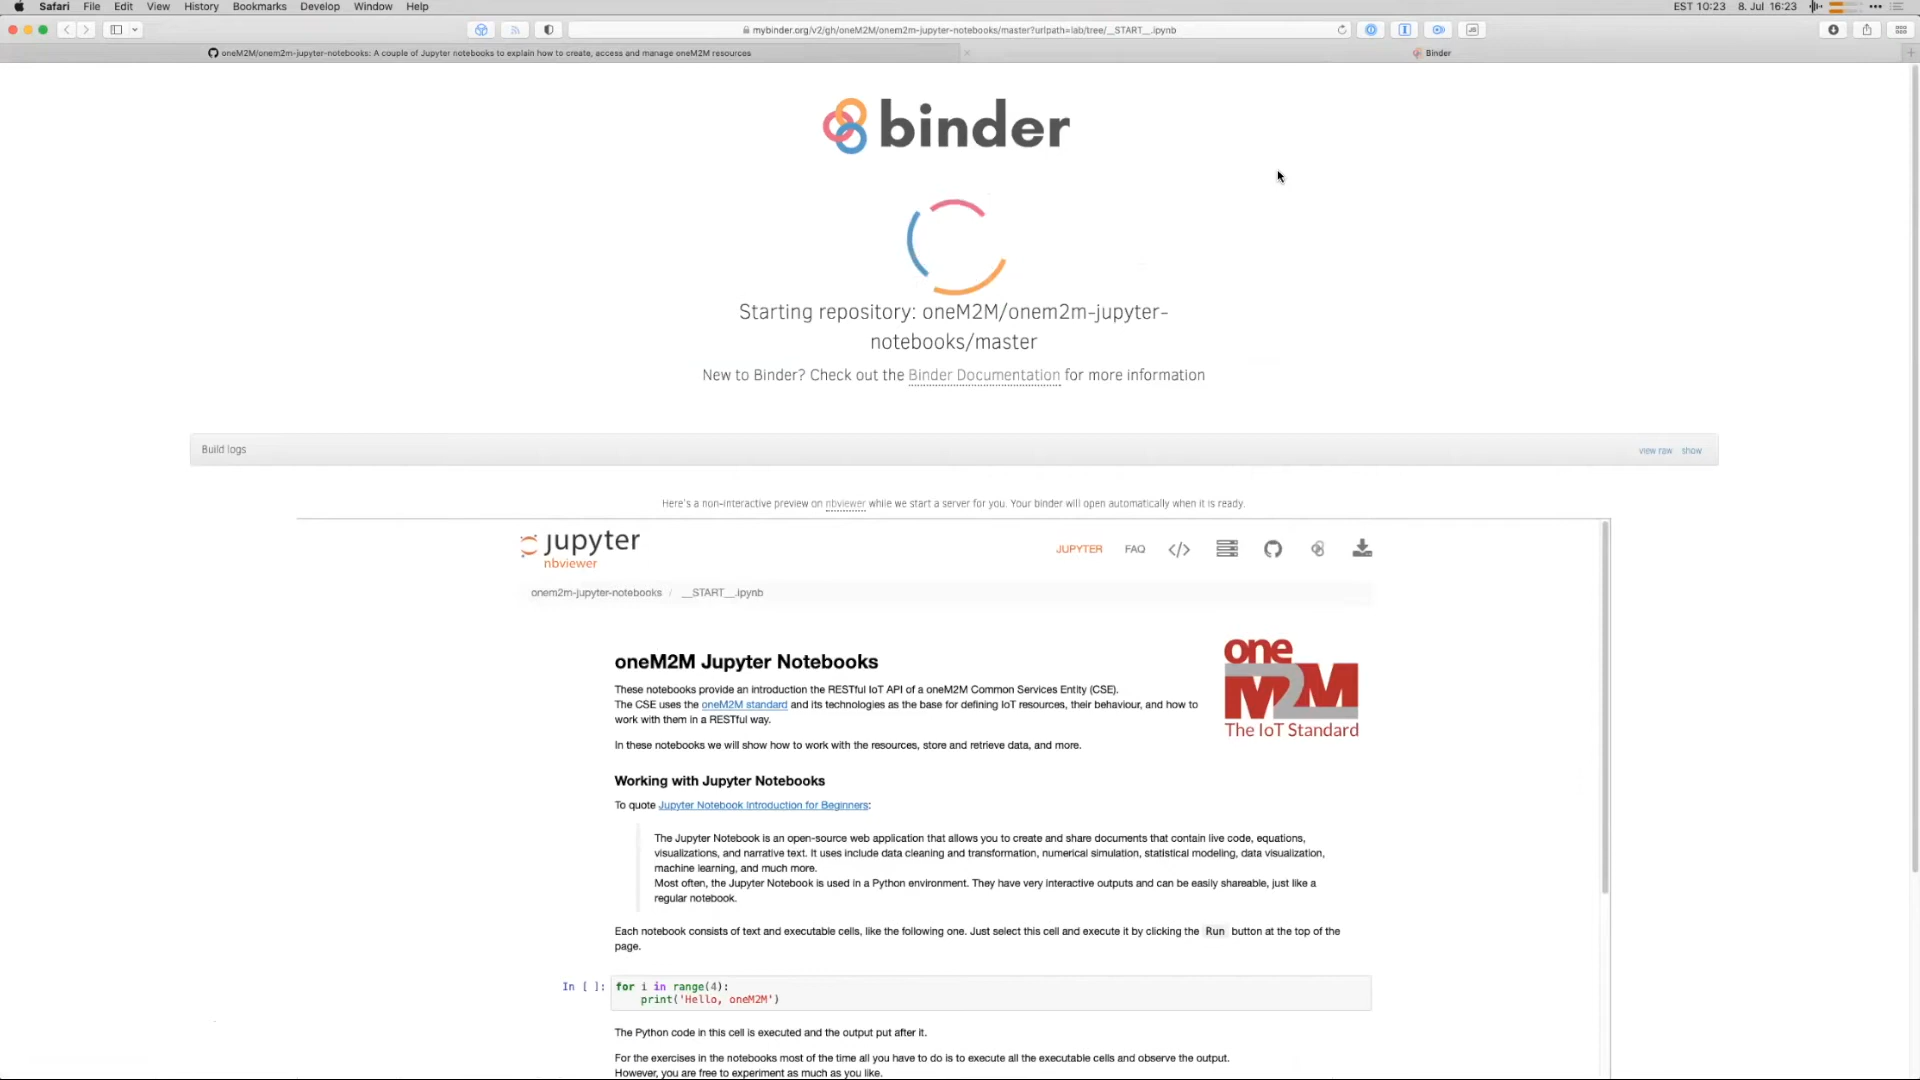 Safari File Edit View History Bookmarks Develop Window Help EST 10:23 8. Jul 16:23
mybinder.org/v2/gh/oneM2M/onem2m-jupyter-notebooks/master?urlpath=lab/tree/__START__.ipynb
oneM2M/onem2m-jupyter-notebooks: A couple of Jupyter notebooks to explain how to create, access and manage oneM2M resources
Binder
binder
Starting repository: oneM2M/onem2m-jupyter-
notebooks/master
New to Binder? Check out the Binder Documentation for more information
Build logs view raw show
Here's a non-interactive preview on nbviewer while we start a server for you. Your binder will open automatically when it is ready.
jupyter
nbviewer
JUPYTER FAQ </>
onem2m-jupyter-notebooks / __START__.ipynb
one
M2M
The IoT Standard
oneM2M Jupyter Notebooks
These notebooks provide an introduction the RESTful IoT API of a oneM2M Common Services Entity (CSE).
The CSE uses the oneM2M standard and its technologies as the base for defining IoT resources, their behaviour, and how to
work with them in a RESTful way.
In these notebooks we will show how to work with the resources, store and retrieve data, and more.
Working with Jupyter Notebooks
To quote Jupyter Notebook Introduction for Beginners:
The Jupyter Notebook is an open-source web application that allows you to create and share documents that contain live code, equations,
visualizations, and narrative text. It uses include data cleaning and transformation, numerical simulation, statistical modeling, data visualization,
machine learning, and much more.
Most often, the Jupyter Notebook is used in a Python environment. They have very interactive outputs and can be easily shareable, just like a
regular notebook.
Each notebook consists of text and executable cells, like the following one. Just select this cell and execute it by clicking the Run button at the top of the
page.
In [ ]: for i in range(4):
print('Hello, oneM2M')
The Python code in this cell is executed and the output put after it.
For the exercises in the notebooks most of the time all you have to do is to execute all the executable cells and observe the output.
However, you are free to experiment as much as you like.